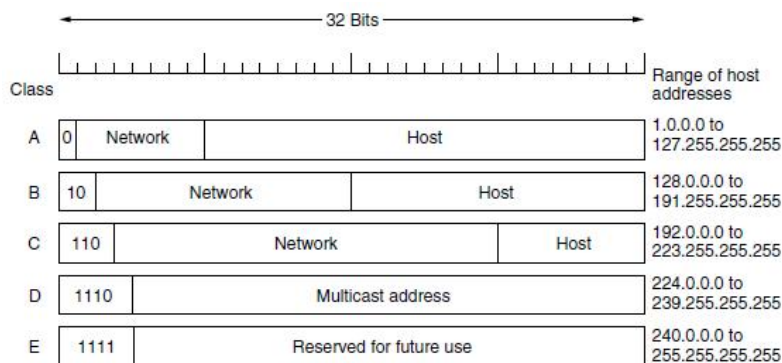 32 Bits
Class
Range of host
addresses
A 0 Network Host 1.0.0.0 to
127.255.255.255
B 10 Network Host 128.0.0.0 to
191.255.255.255
C 110 Network Host 192.0.0.0 to
223.255.255.255
D 1110 Multicast address 224.0.0.0 to
239.255.255.255
E 1111 Reserved for future use 240.0.0.0 to
255.255.255.255